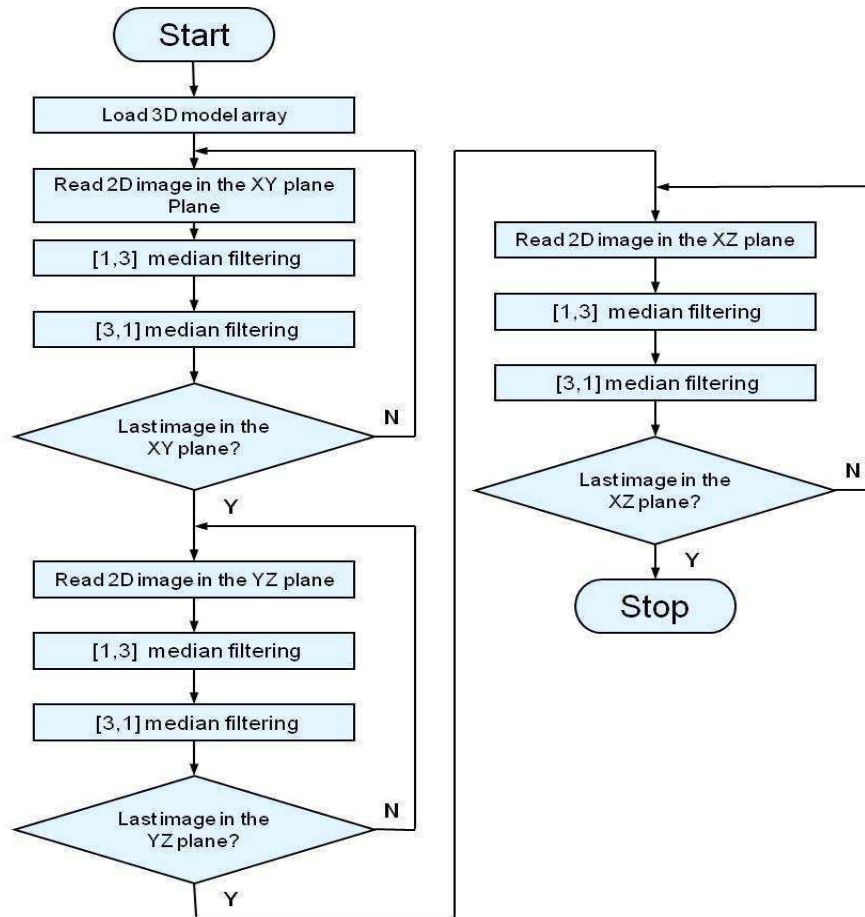 Start
Load 3D model array
Read 2D image in the XY plane
Plane
[1,3] median filtering
[3,1] median filtering
Last image in the
XY plane?
N
Y
Read 2D image in the YZ plane
[1,3] median filtering
[3,1] median filtering
Last image in the
YZ plane?
N
Y
Read 2D image in the XZ plane
[1,3] median filtering
[3,1] median filtering
Last image in the
XZ plane?
N
Y
Stop